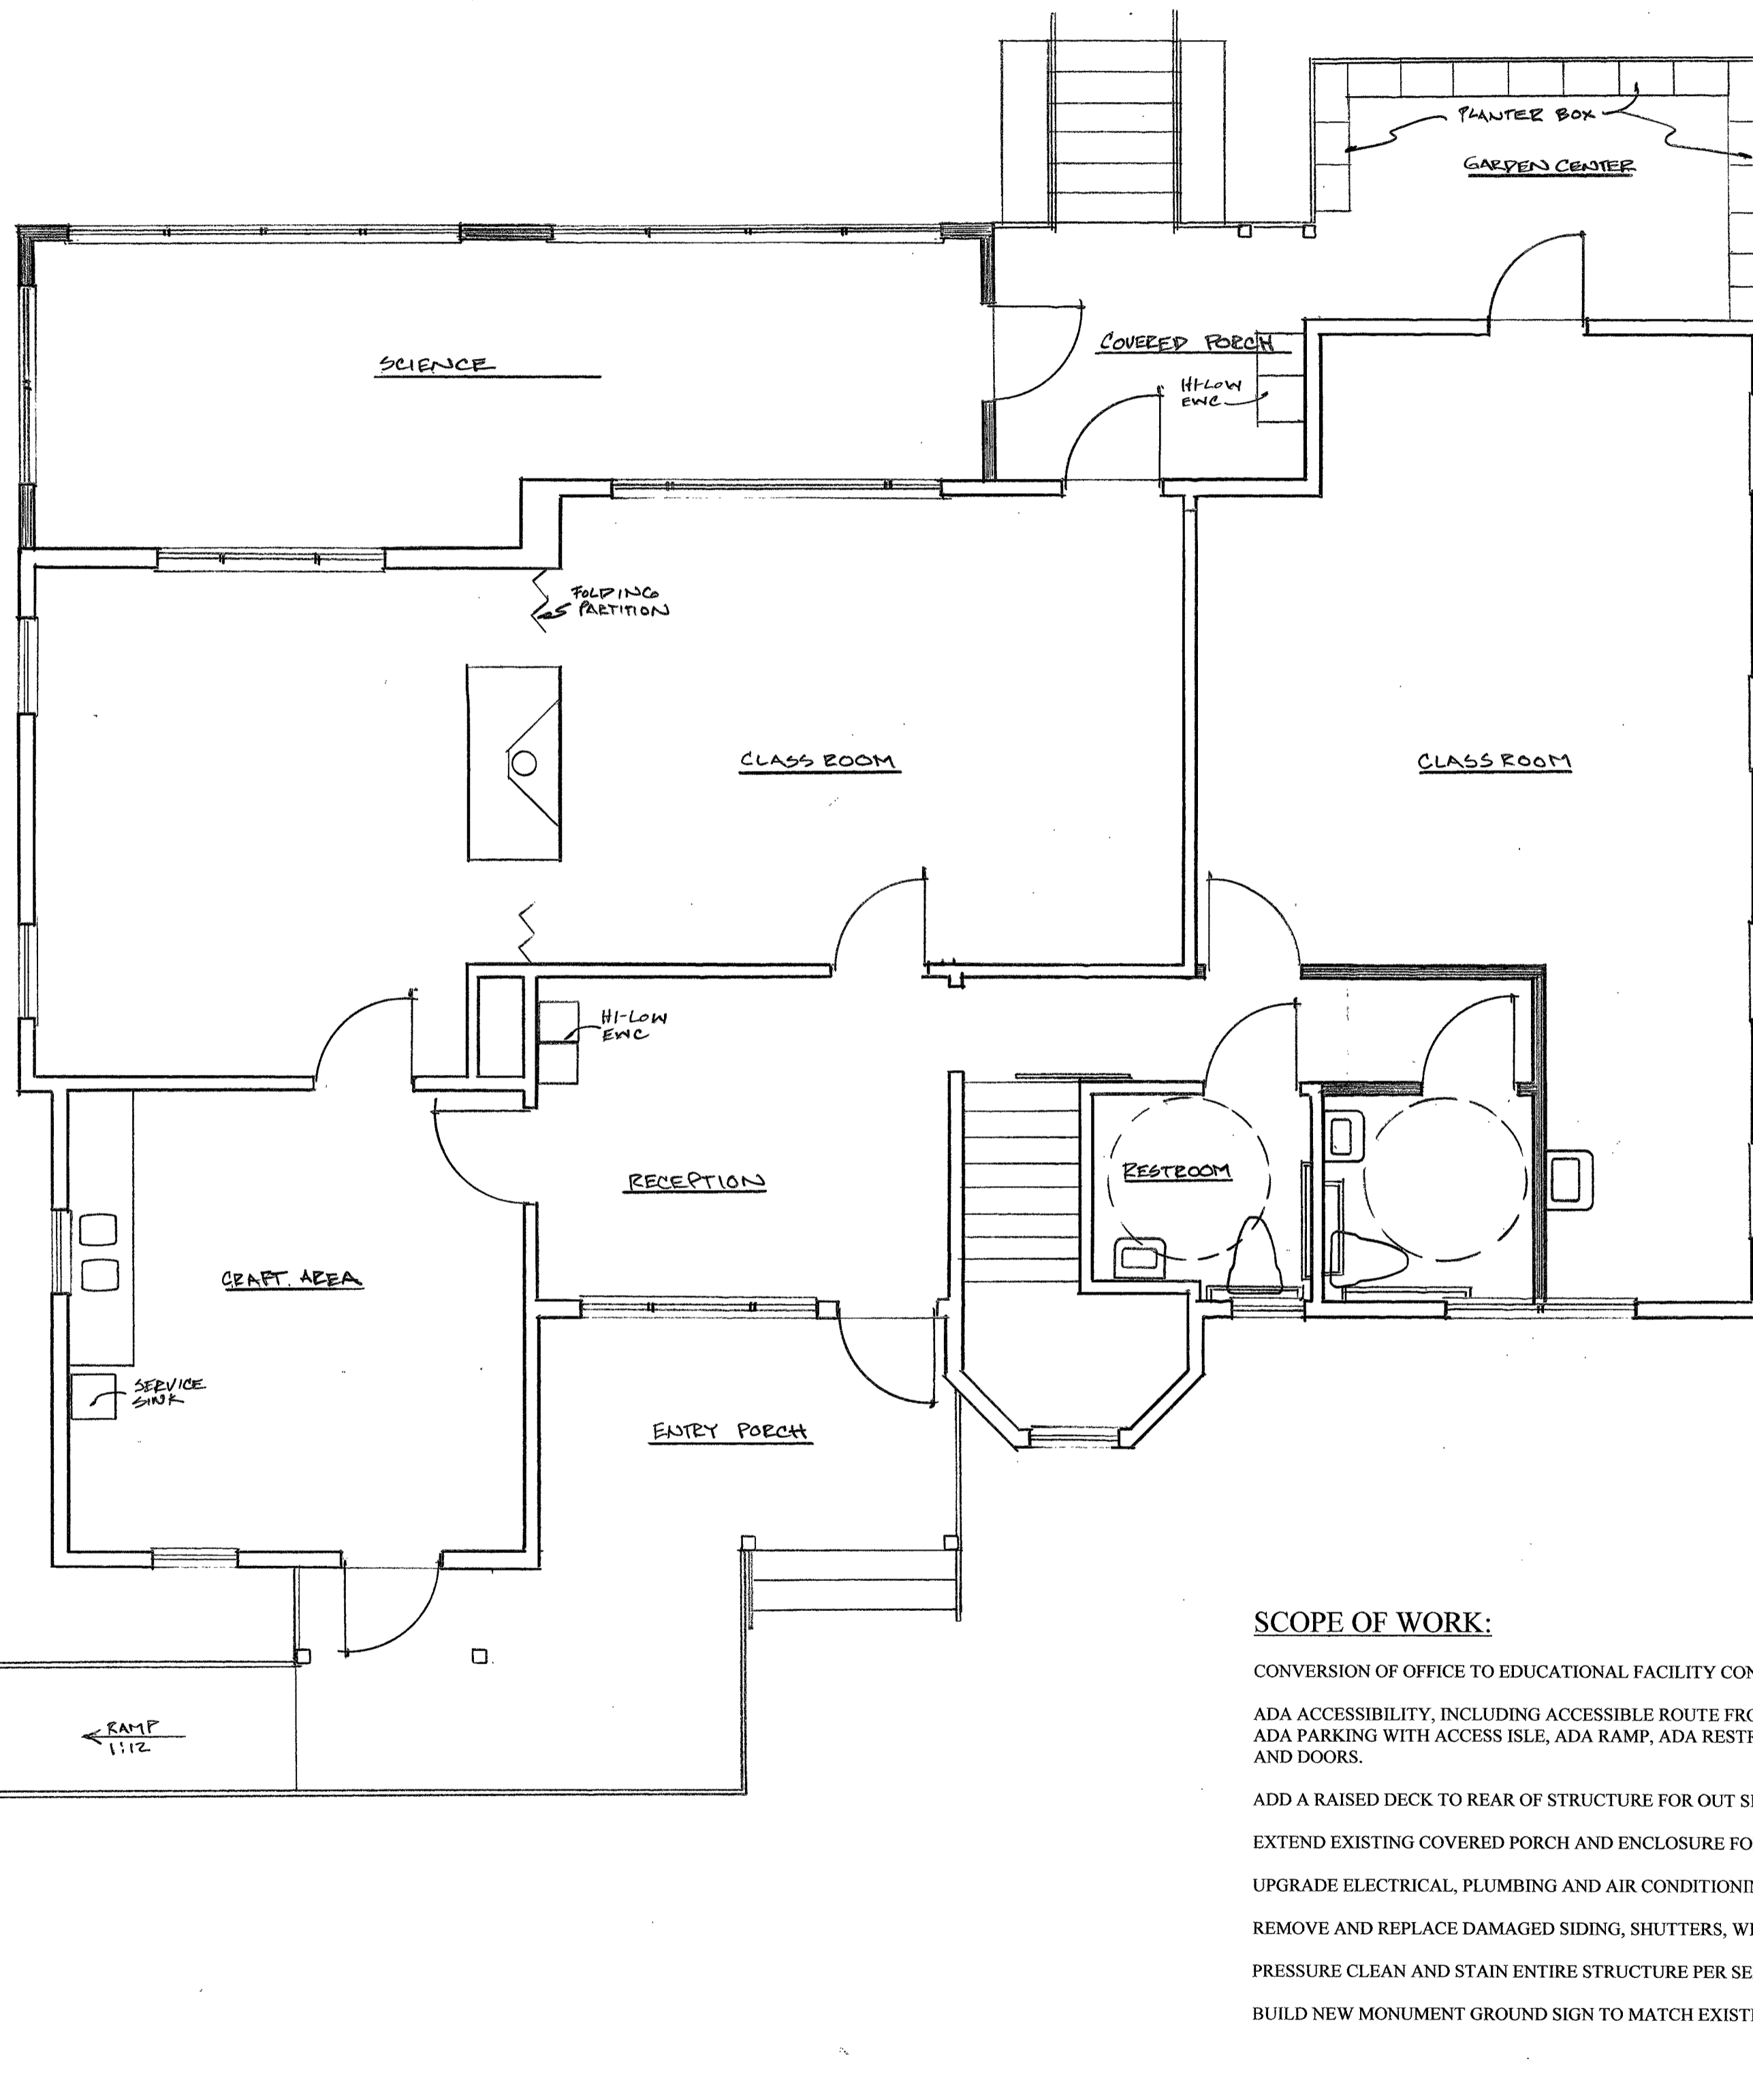 PLANTER BOX
GARDEN CENTER
SCIENCE
COVERED PORCH
HI-LOW
EWC
FOLDING
PARTITION
CLASS ROOM
CLASS ROOM
HI-LOW
EWC
RECEPTION
RESTROOM
CRAFT AREA
SERVICE
SINK
ENTRY PORCH
RAMP
1:12
SCOPE OF WORK:
CONVERSION OF OFFICE TO EDUCATIONAL FACILITY CON
ADA ACCESSIBILITY, INCLUDING ACCESSIBLE ROUTE FRO
ADA PARKING WITH ACCESS ISLE, ADA RAMP, ADA RESTR
AND DOORS.
ADD A RAISED DECK TO REAR OF STRUCTURE FOR OUT SI
EXTEND EXISTING COVERED PORCH AND ENCLOSURE FO
UPGRADE ELECTRICAL, PLUMBING AND AIR CONDITIONIN
REMOVE AND REPLACE DAMAGED SIDING, SHUTTERS, WI
PRESSURE CLEAN AND STAIN ENTIRE STRUCTURE PER SE
BUILD NEW MONUMENT GROUND SIGN TO MATCH EXISTI